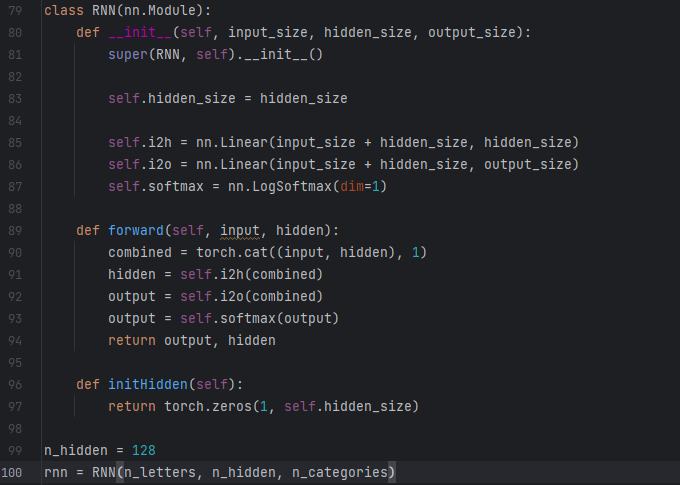 79 class RNN(nn.Module):
80     def __init__(self, input_size, hidden_size, output_size):
81         super(RNN, self).__init__()
82
83         self.hidden_size = hidden_size
84
85         self.i2h = nn.Linear(input_size + hidden_size, hidden_size)
86         self.i2o = nn.Linear(input_size + hidden_size, output_size)
87         self.softmax = nn.LogSoftmax(dim=1)
88
89     def forward(self, input, hidden):
90         combined = torch.cat((input, hidden), 1)
91         hidden = self.i2h(combined)
92         output = self.i2o(combined)
93         output = self.softmax(output)
94         return output, hidden
95
96     def initHidden(self):
97         return torch.zeros(1, self.hidden_size)
98
99 n_hidden = 128
100 rnn = RNN(n_letters, n_hidden, n_categories)